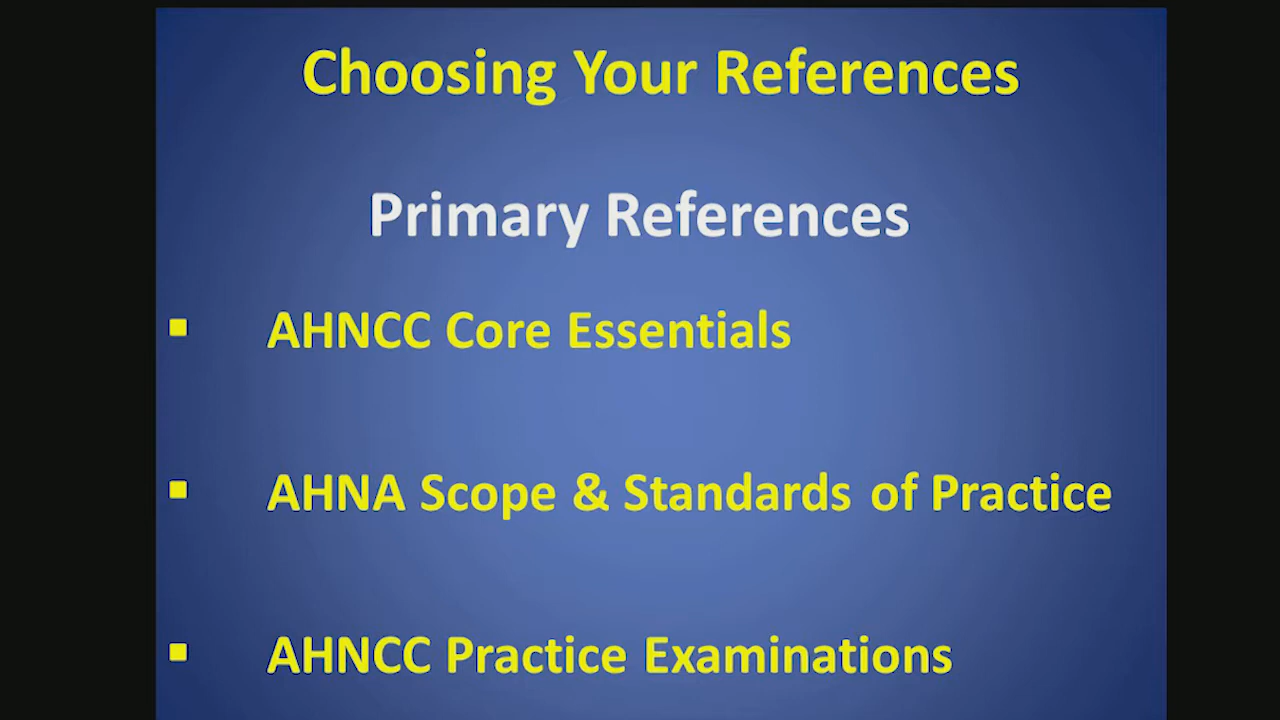 Choosing Your References
Primary References
▪ AHNCC Core Essentials
▪ AHNA Scope & Standards of Practice
▪ AHNCC Practice Examinations